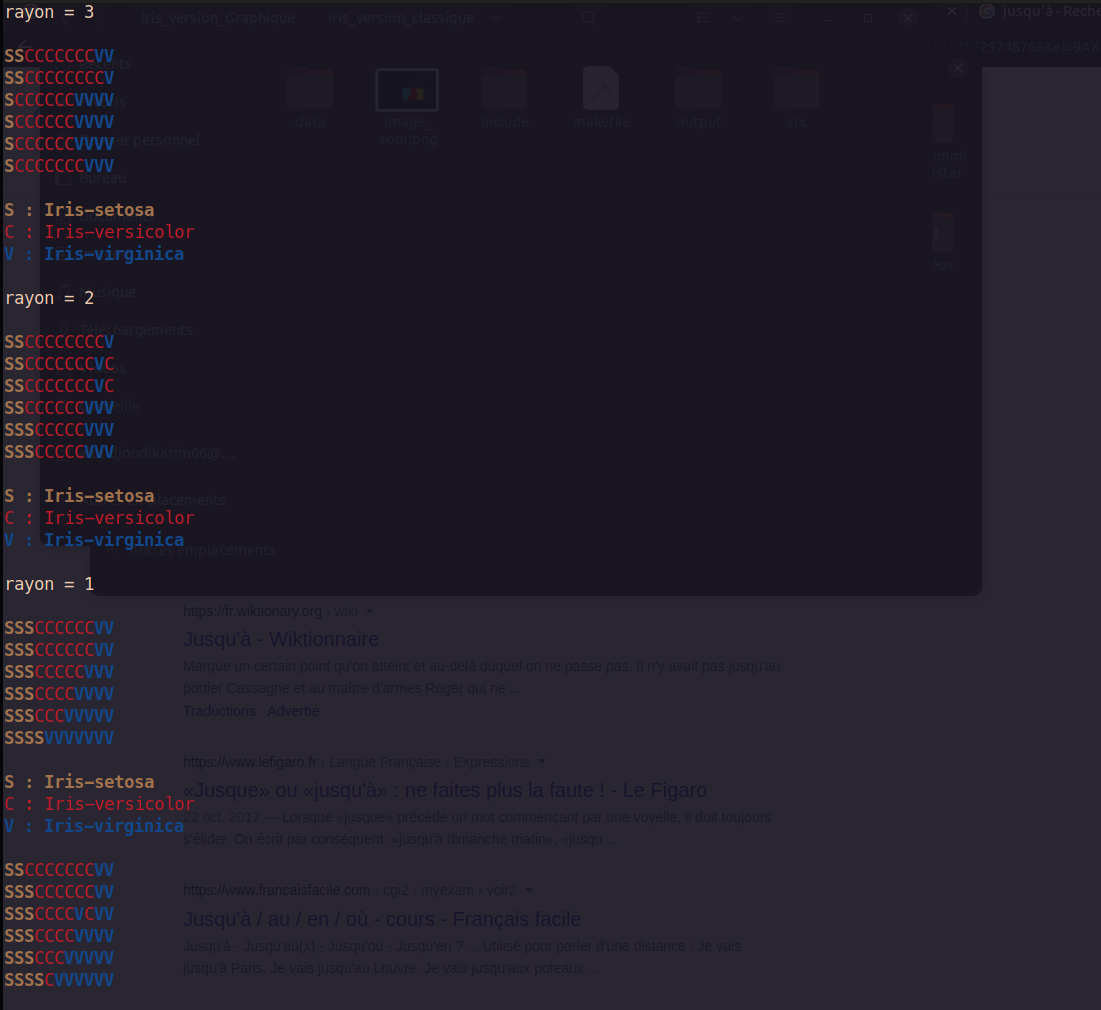 Iris_version_Graphique
iris_version_classique
jusqu'à - Reche
29748769&ei=9AX
rayon = 3
SSCCCCCCCVV
SSCCCCCCCCV
SCCCCCCVVVV
SCCCCCCVVVV
SCCCCCCVVVV
SCCCCCCCVVV
data
image_
som.png
include
makefile
output
src
personnel
Bureau
S : Iris-setosa
C : Iris-versicolor
V : Iris-virginica
Musique
rayon = 2
Téléchargements
SSCCCCCCCCV
SSCCCCCCCVC
SSCCCCCCCVC
SSCCCCCCVVV
SSSCCCCCVVV
SSSCCCCCVVV
djoudikarim06@...
S : Iris-setosa
C : Iris-versicolor
V : Iris-virginica
Autres emplacements
rayon = 1
SSSCCCCCCVV
SSSCCCCCCVV
SSSCCCCCVVV
SSSCCCCVVVV
SSSCCCVVVVV
SSSSVVVVVVV
S : Iris-setosa
C : Iris-versicolor
V : Iris-virginica
SSCCCCCCCVV
SSSCCCCCCVV
SSSCCCCVCVV
SSSCCCCVVVV
SSSCCCVVVVV
SSSSCVVVVVV
https://fr.wiktionary.org › wiki
Jusqu'à - Wiktionnaire
Marque un certain point qu'on atteint et au-delà duquel on ne passe pas. Il n'y avait pas jusqu'au
portier Cassagne et au maître d'armes Roger qui ne ...
Traductions · Adverbe
https://www.lefigaro.fr › Langue Française › Expressions
«Jusque» ou «jusqu'à» : ne faites plus la faute ! - Le Figaro
22 oct. 2017 — Lorsque «jusque» précède un mot commençant par une voyelle, il doit toujours
s'élider. On écrit par conséquent: «jusqu'à dimanche matin», «jusqu ...
https://www.francaisfacile.com › cgi2 › myexam › voir2
Jusqu'à / au / en / où - cours - Français facile
Jusqu'à - Jusqu'au(x) - Jusqu'où - Jusqu'en ? ... Utilisé pour parler d'une distance : Je vais
jusqu'à Paris. Je vais jusqu'au Louvre. Je vais jusqu'aux poteaux ...